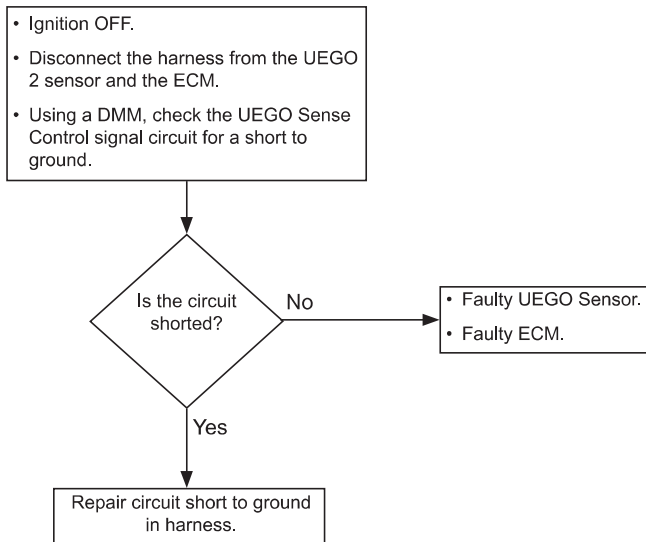 • Ignition OFF.
• Disconnect the harness from the UEGO
2 sensor and the ECM.
• Using a DMM, check the UEGO Sense
Control signal circuit for a short to
ground.
Is the circuit
shorted?
No
• Faulty UEGO Sensor.
• Faulty ECM.
Yes
Repair circuit short to ground
in harness.